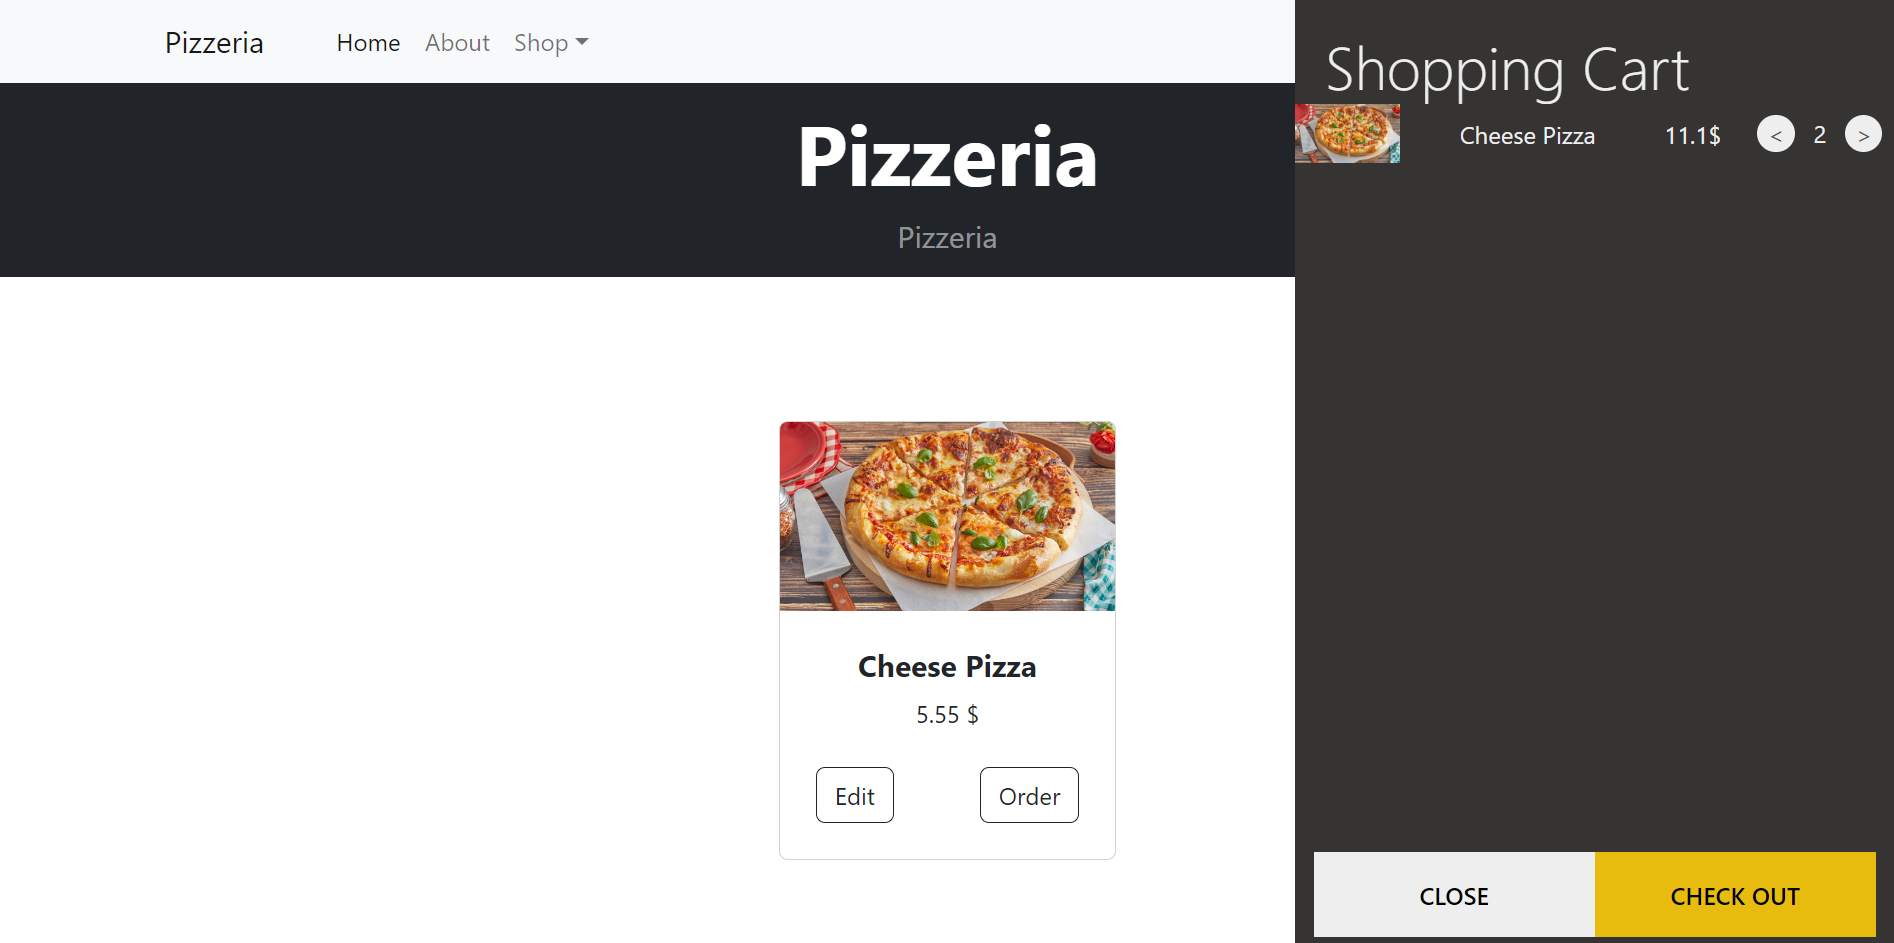 Pizzeria
Home
About
Shop
Pizzeria
Pizzeria
Cheese Pizza
5.55 $
Edit
Order
Shopping Cart
Cheese Pizza
11.1$
<
2
>
CLOSE
CHECK OUT